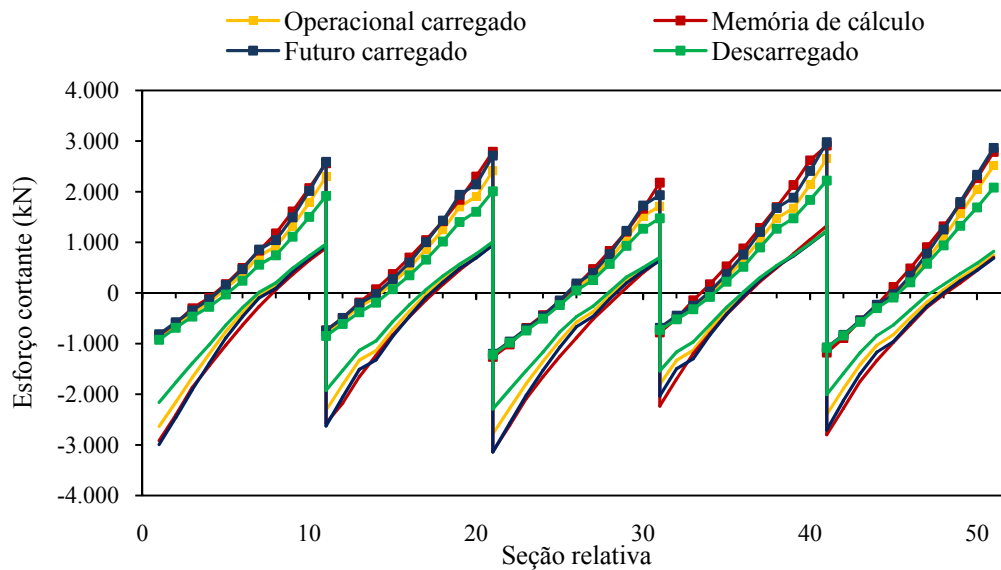 Operacional carregado
Memória de cálculo
Futuro carregado
Descarregado
Esforço cortante (kN)
4.000
3.000
2.000
1.000
0
-1.000
-2.000
-3.000
-4.000
0 10 20 30 40 50
Seção relativa